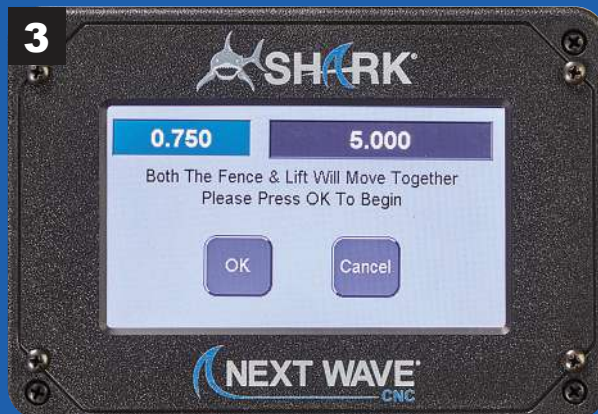 3
SHARK
0.750 5.000
Both The Fence & Lift Will Move Together
Please Press OK To Begin
OK Cancel
NEXT WAVE
CNC